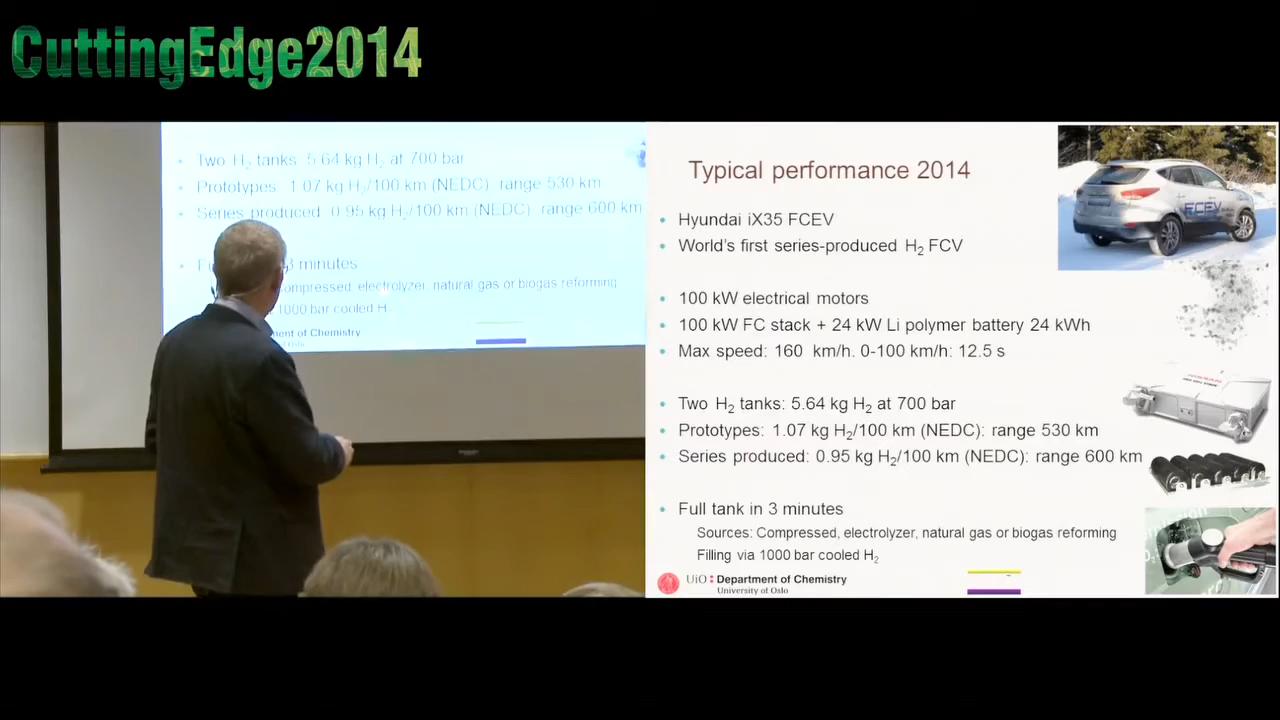 CuttingEdge2014
Two H₂ tanks: 5.64 kg H₂ at 700 bar
Prototypes: 1.07 kg H₂/100 km (NEDC): range 530 km
Series produced: 0.95 kg H₂/100 km (NEDC): range 600 km
3 minutes
compressed, electrolyzer, natural gas or biogas reforming
1000 bar cooled H
of Chemistry
Typical performance 2014
• Hyundai iX35 FCEV
• World's first series-produced H₂ FCV
• 100 kW electrical motors
• 100 kW FC stack + 24 kW Li polymer battery 24 kWh
• Max speed: 160 km/h. 0-100 km/h: 12.5 s
• Two H₂ tanks: 5.64 kg H₂ at 700 bar
• Prototypes: 1.07 kg H₂/100 km (NEDC): range 530 km
• Series produced: 0.95 kg H₂/100 km (NEDC): range 600 km
• Full tank in 3 minutes
Sources: Compressed, electrolyzer, natural gas or biogas reforming
Filling via 1000 bar cooled H₂
UiO : Department of Chemistry
University of Oslo
FCEV